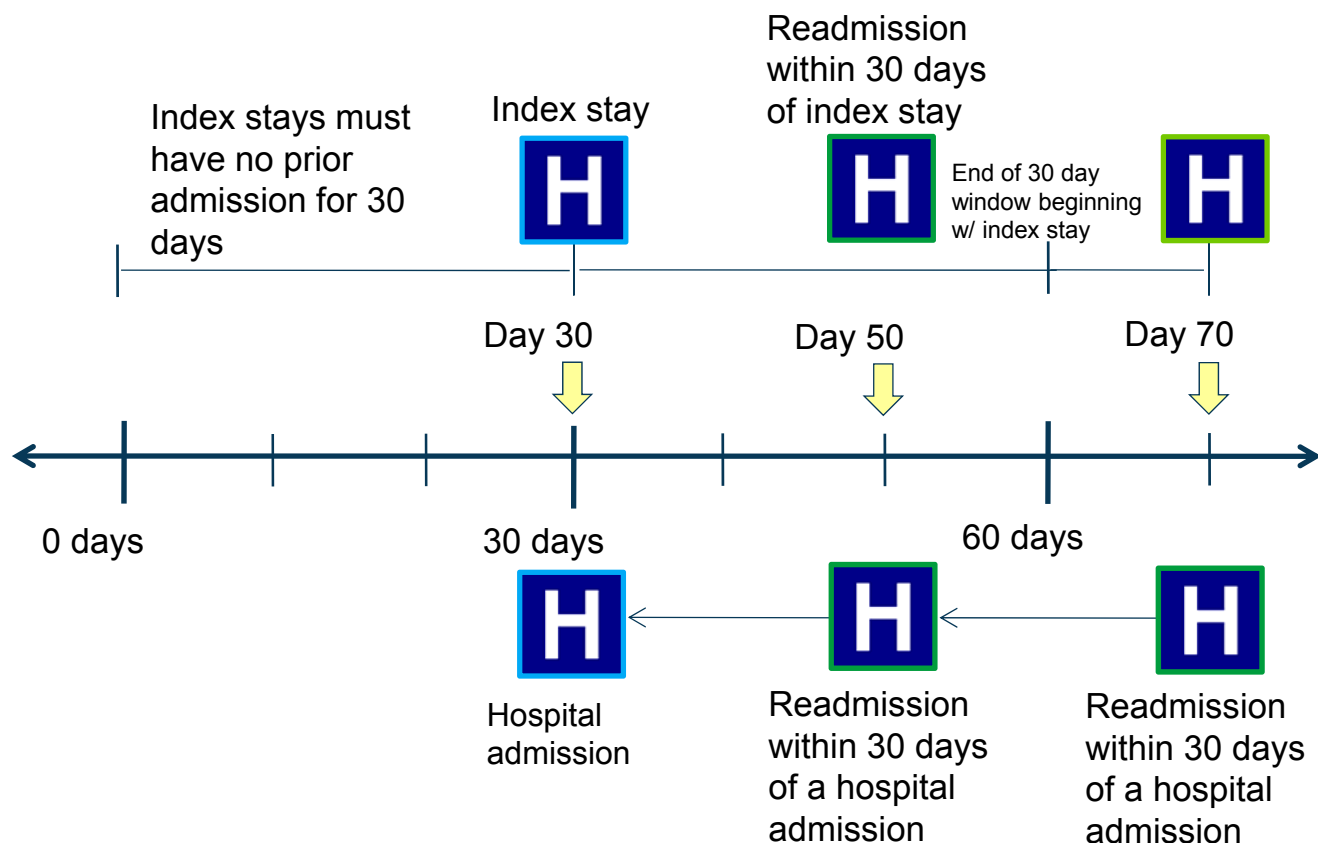 Index stays must
have no prior
admission for 30
days
Index stay
H
Readmission
within 30 days
of index stay
H
End of 30 day
window beginning
w/ index stay
H
Day 30
Day 50
Day 70
0 days
30 days
60 days
H
H
H
Hospital
admission
Readmission
within 30 days
of a hospital
admission
Readmission
within 30 days
of a hospital
admission